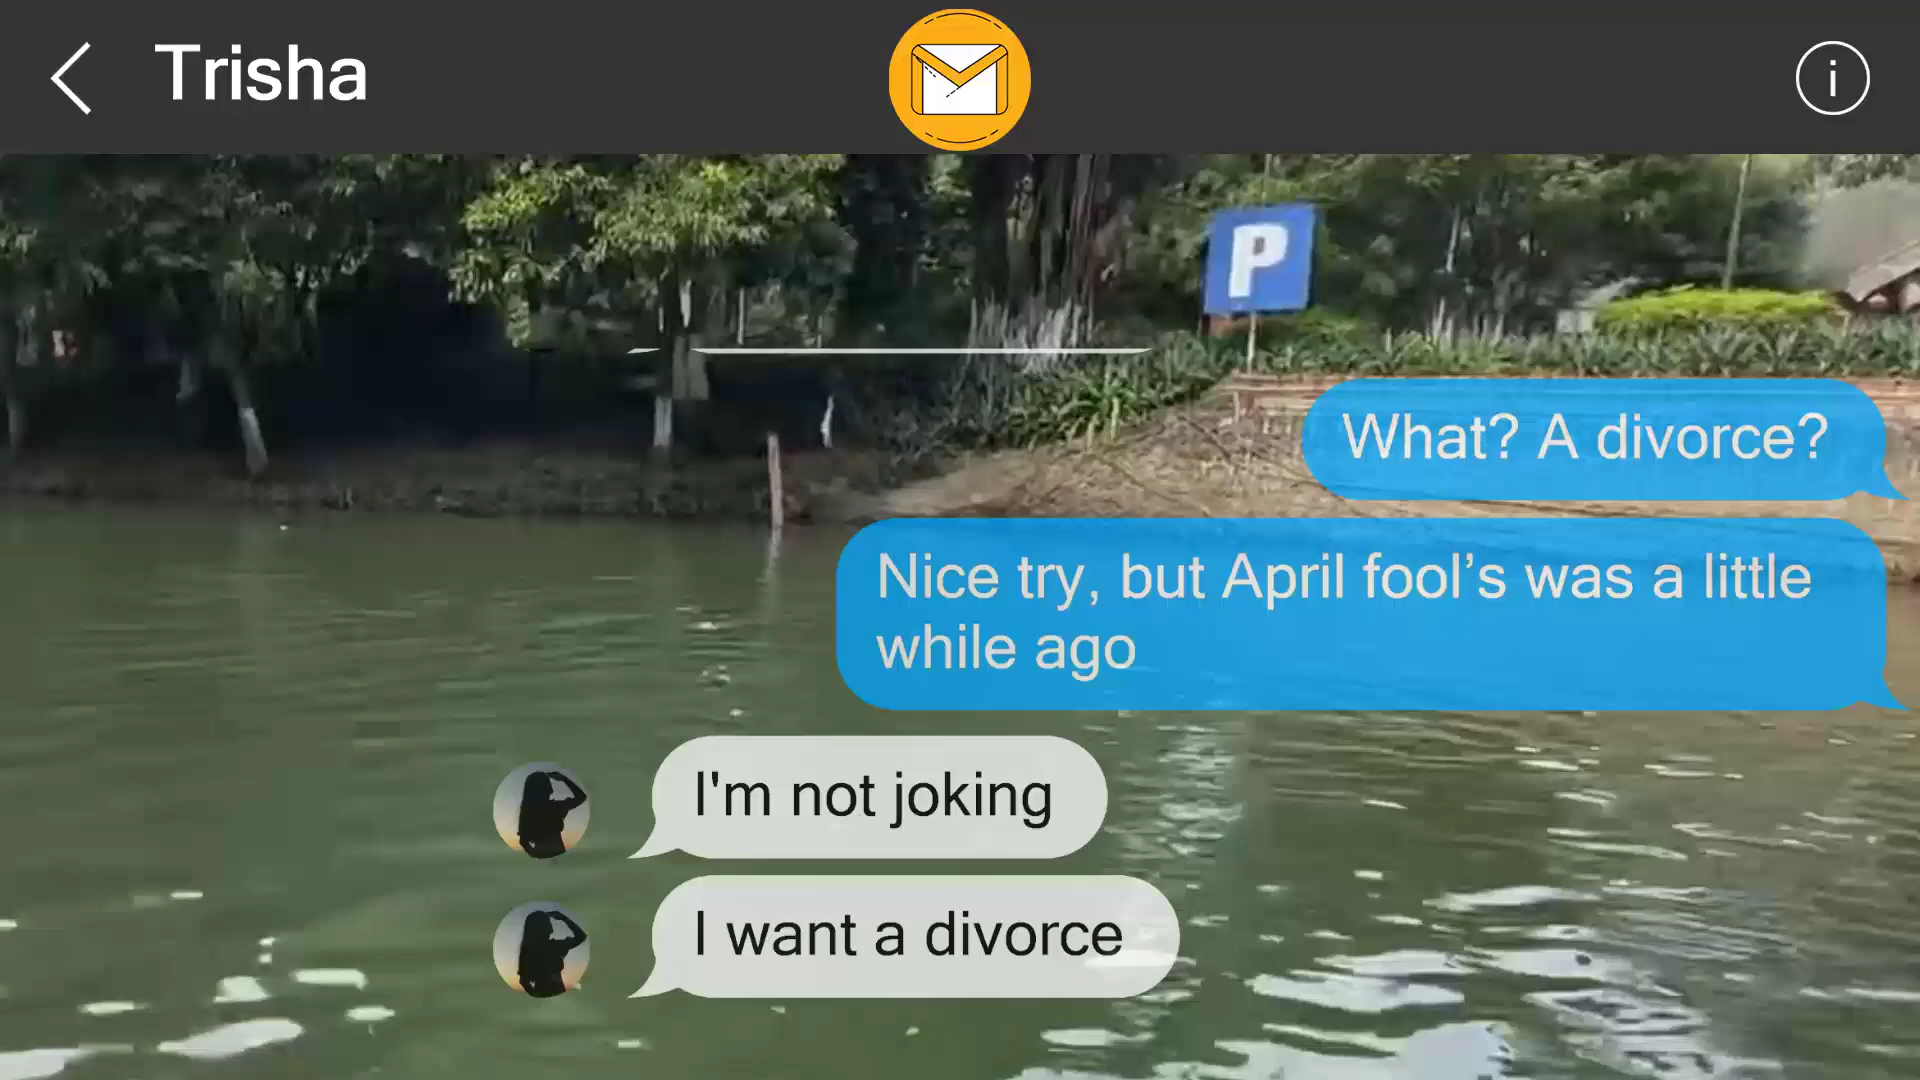 Trisha
i
P
What? A divorce?
Nice try, but April fool’s was a little
while ago
I'm not joking
I want a divorce